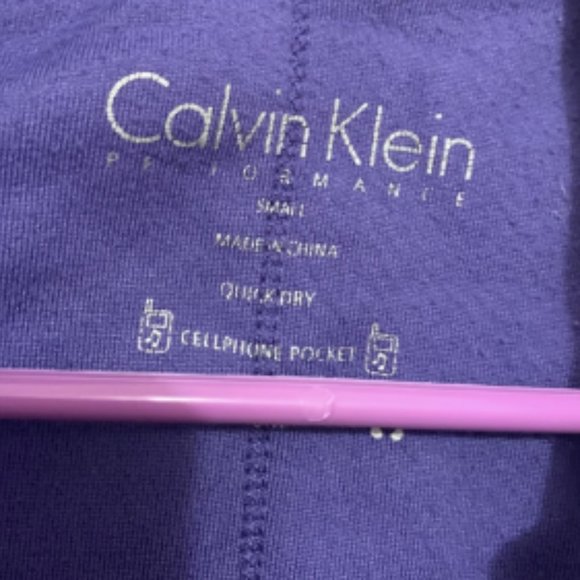 Calvin Klein
PERFORMANCE
SMALL
MADE IN CHINA
QUICK DRY
CELLPHONE POCKET